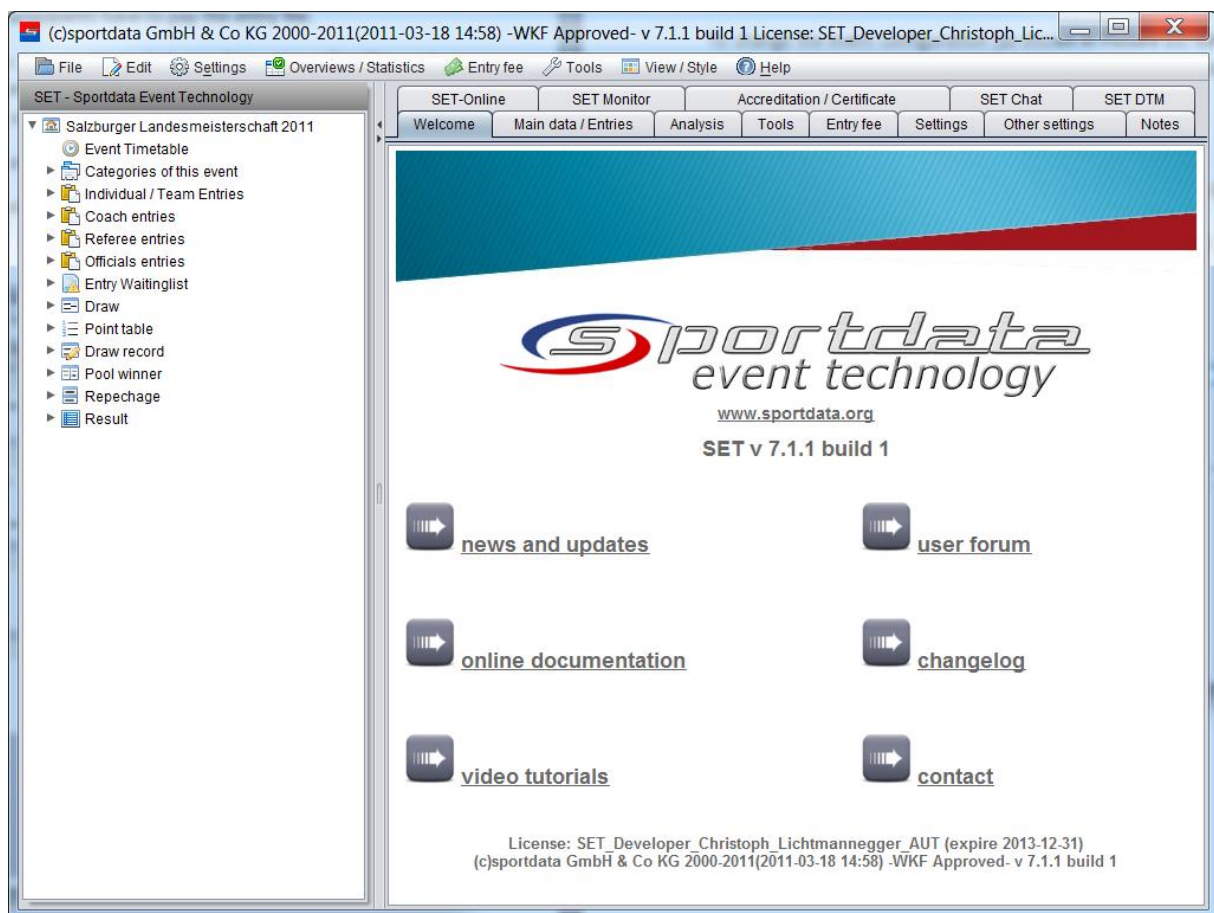 (c)sportdata GmbH & Co KG 2000-2011(2011-03-18 14:58) -WKF Approved- v 7.1.1 build 1 License: SET_Developer_Christoph_Lic...
File Edit Settings Overviews / Statistics Entry fee Tools View / Style Help
SET - Sportdata Event Technology
Salzburger Landesmeisterschaft 2011
Event Timetable
Categories of this event
Individual / Team Entries
Coach entries
Referee entries
Officials entries
Entry Waitinglist
Draw
Point table
Draw record
Pool winner
Repechage
Result
SET-Online SET Monitor Accreditation / Certificate SET Chat SET DTM
Welcome Main data / Entries Analysis Tools Entry fee Settings Other settings Notes
sportdata
event technology
www.sportdata.org
SET v 7.1.1 build 1
news and updates user forum
online documentation changelog
video tutorials contact
License: SET_Developer_Christoph_Lichtmannegger_AUT (expire 2013-12-31)
(c)sportdata GmbH & Co KG 2000-2011(2011-03-18 14:58) -WKF Approved- v 7.1.1 build 1